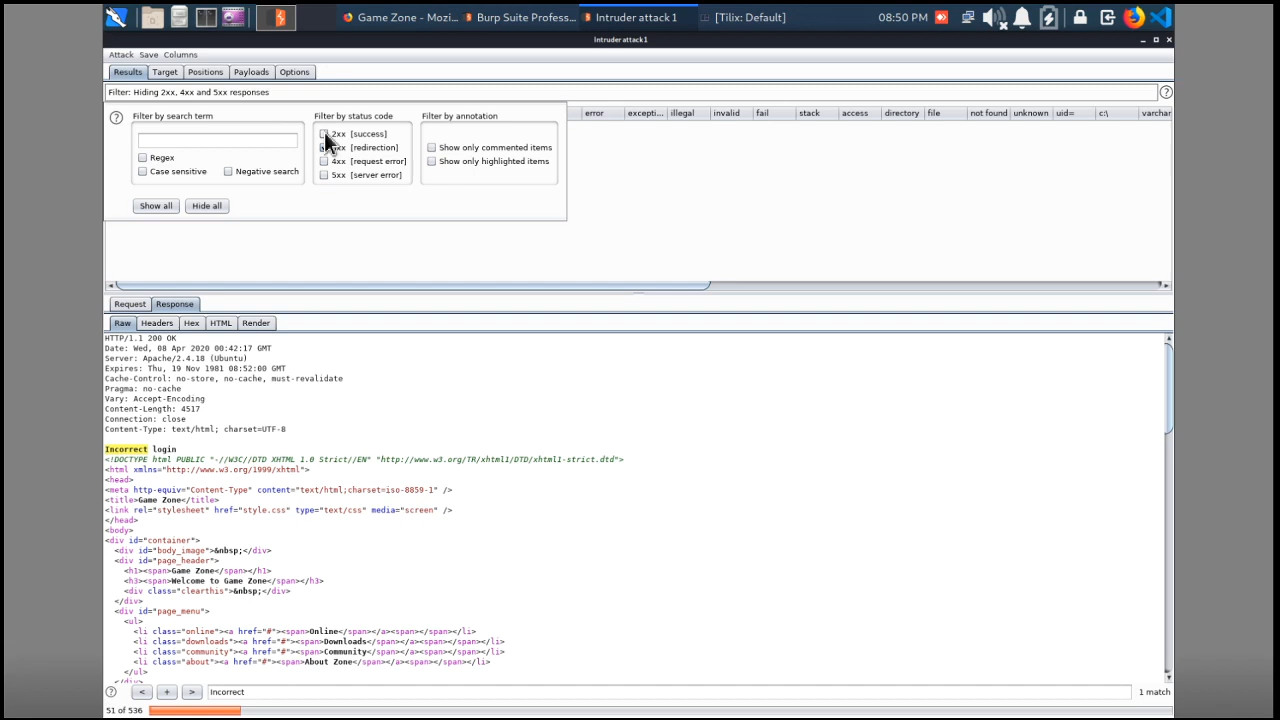 Game Zone - Mozi...
Burp Suite Profess...
Intruder attack 1
[Tilix: Default]
08:50 PM
Intruder attack 1
Attack Save Columns
Results Target Positions Payloads Options
Filter: Hiding 2xx, 4xx and 5xx responses
error excepti... illegal invalid fail stack access directory file not found unknown uid= c:\ varchar
Filter by search term
Regex
Case sensitive Negative search
Filter by status code
2xx [success]
[redirection]
4xx [request error]
5xx [server error]
Filter by annotation
Show only commented items
Show only highlighted items
Show all Hide all
Request Response
Raw Headers Hex HTML Render
HTTP/1.1 200 OK
Date: Wed, 08 Apr 2020 00:42:17 GMT
Server: Apache/2.4.18 (Ubuntu)
Expires: Thu, 19 Nov 1981 08:52:00 GMT
Cache-Control: no-store, no-cache, must-revalidate
Pragma: no-cache
Vary: Accept-Encoding
Content-Length: 4517
Connection: close
Content-Type: text/html; charset=UTF-8
Incorrect login
<!DOCTYPE html PUBLIC "-//W3C//DTD XHTML 1.0 Strict//EN" "http://www.w3.org/TR/xhtml1/DTD/xhtml1-strict.dtd">
<html xmlns="http://www.w3.org/1999/xhtml">
<head>
<meta http-equiv="Content-Type" content="text/html;charset=iso-8859-1" />
<title>Game Zone</title>
<link rel="stylesheet" href="style.css" type="text/css" media="screen" />
</head>
<body>
<div id="container">
<div id="body_image">&nbsp;</div>
<div id="page_header">
<h1><span>Game Zone</span></h1>
<h3><span>Welcome to Game Zone</span></h3>
<div class="clearthis">&nbsp;</div>
</div>
<div id="page_menu">
<ul>
<li class="online"><a href="#"><span>Online</span></a><span></span></li>
<li class="downloads"><a href="#"><span>Downloads</span></a><span></span></li>
<li class="community"><a href="#"><span>Community</span></a><span></span></li>
<li class="about"><a href="#"><span>About Zone</span></a><span></span></li>
</ul>
< + > Incorrect 1 match
51 of 536